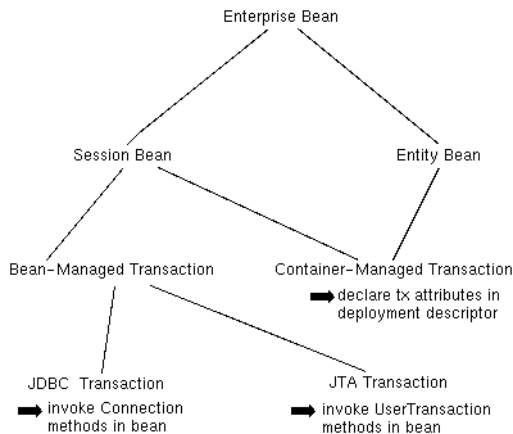 Enterprise Bean
Session Bean
Entity Bean
Bean-Managed Transaction
Container-Managed Transaction
declare tx attributes in
deployment descriptor
JDBC Transaction
JTA Transaction
invoke Connection
methods in bean
invoke UserTransaction
methods in bean